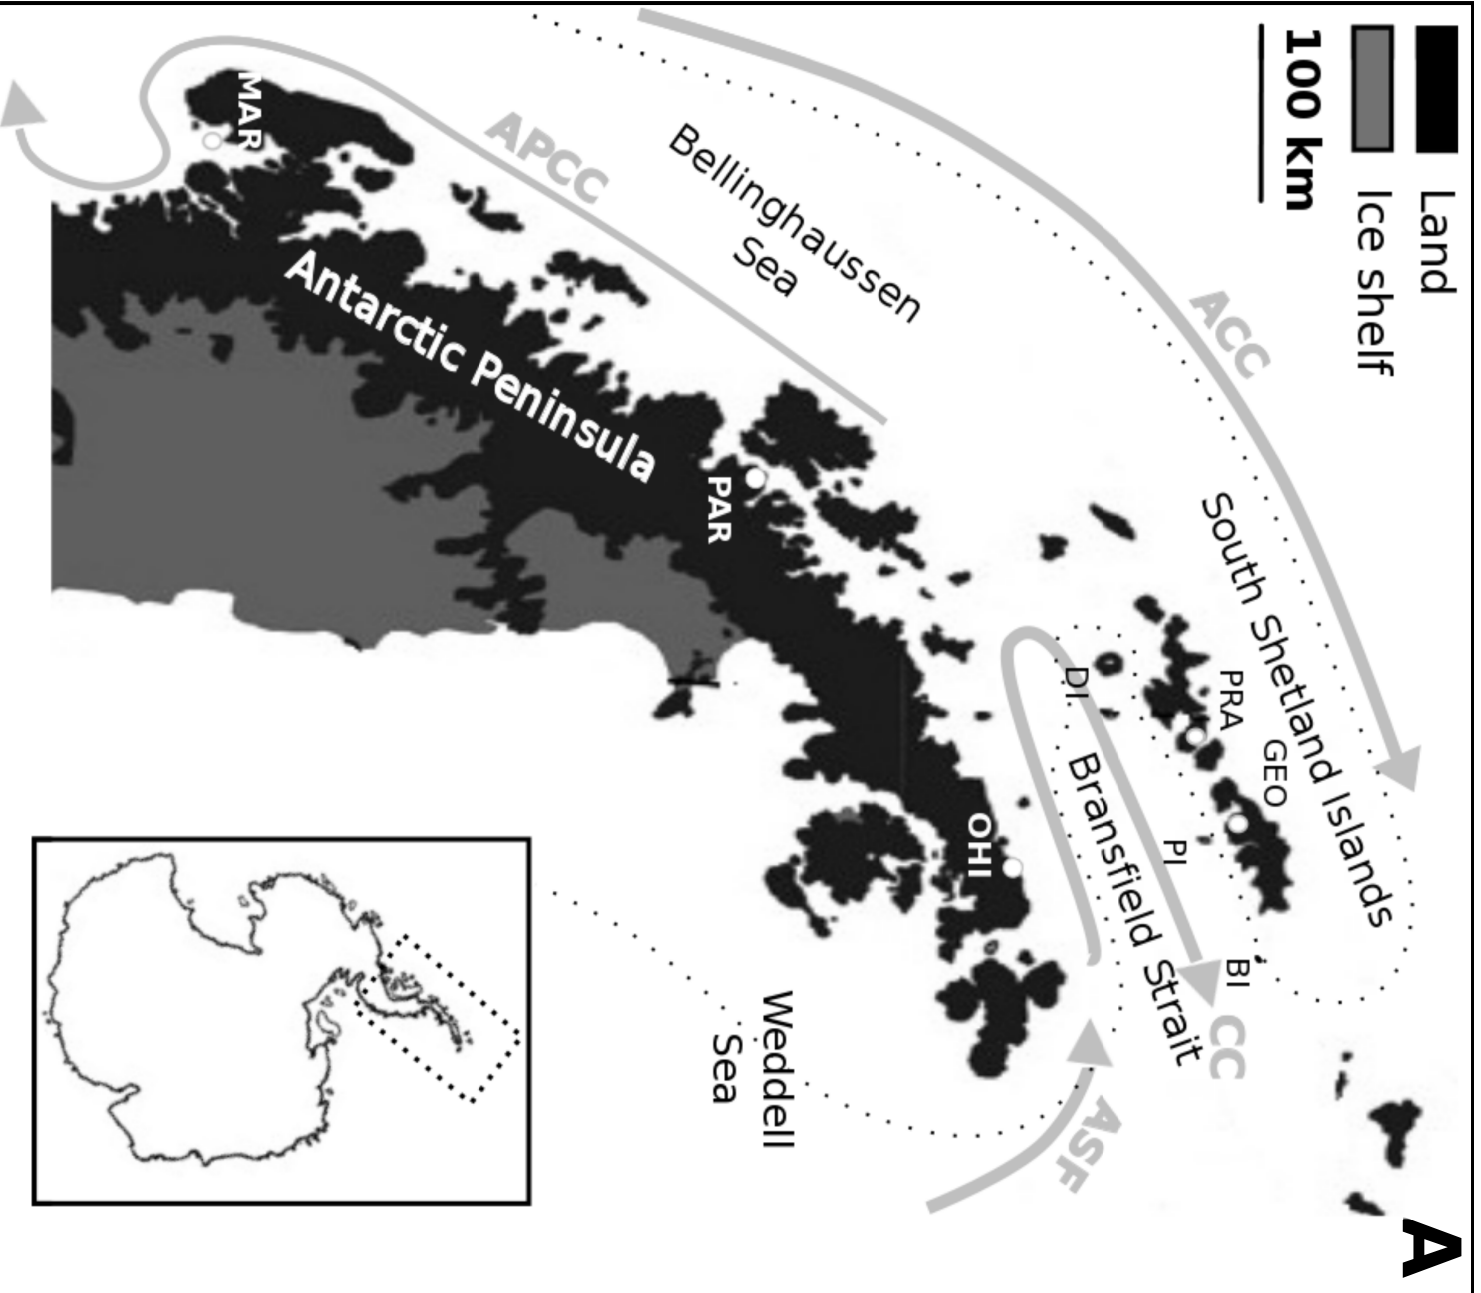 A
Land
Ice shelf
100 km
ACC
South Shetland Islands
PRA
GEO
DI
PI
BI
Bransfield Strait
CC
ASF
Bellinghaussen
Sea
APCC
MAR
Antarctic Peninsula
PAR
OHI
Weddell
Sea